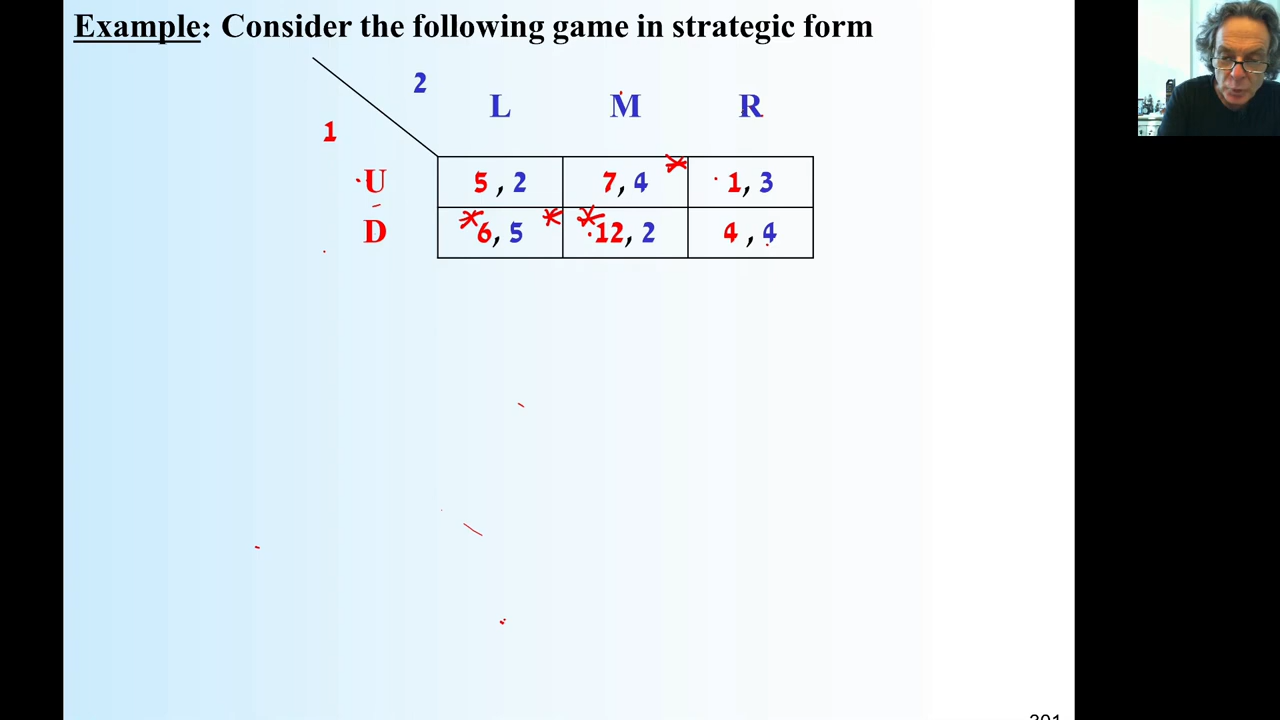 Example: Consider the following game in strategic form
2
L M R
1
U 5 , 2 7, 4 1, 3
D 6, 5 12, 2 4 , 4